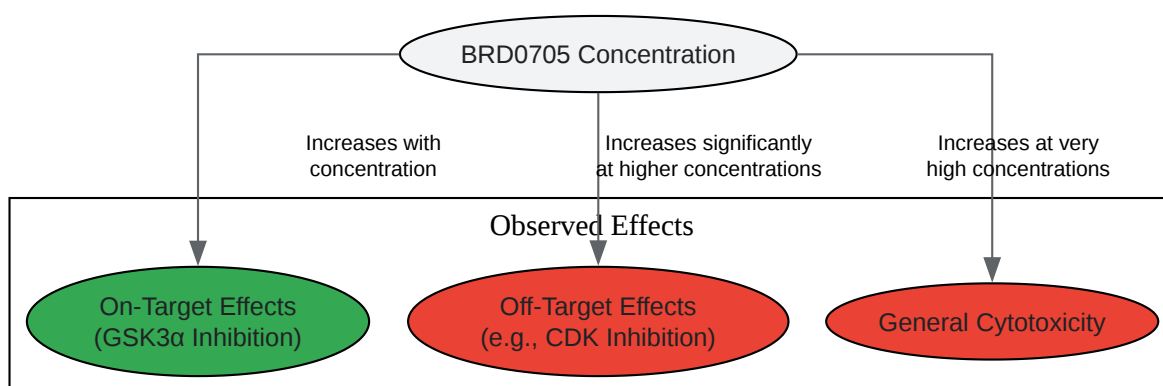 BRD0705 Concentration
Increases with
concentration
Increases significantly
at higher concentrations
Increases at very
high concentrations
Observed Effects
On-Target Effects
(GSK3α Inhibition)
Off-Target Effects
(e.g., CDK Inhibition)
General Cytotoxicity